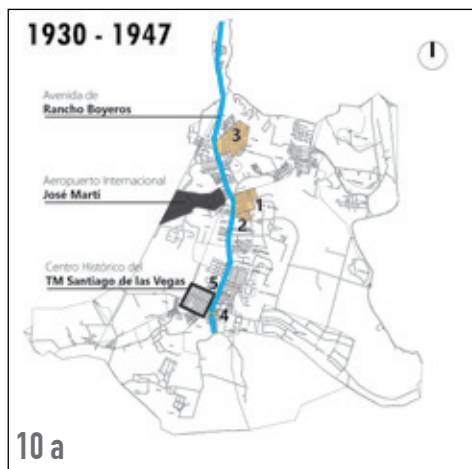 1930 - 1947
Avenida de
Rancho Boyeros
3
Aeropuerto Internacional
José Martí
1
2
Centro Histórico del
TM Santiago de las Vegas
5
4
10 a